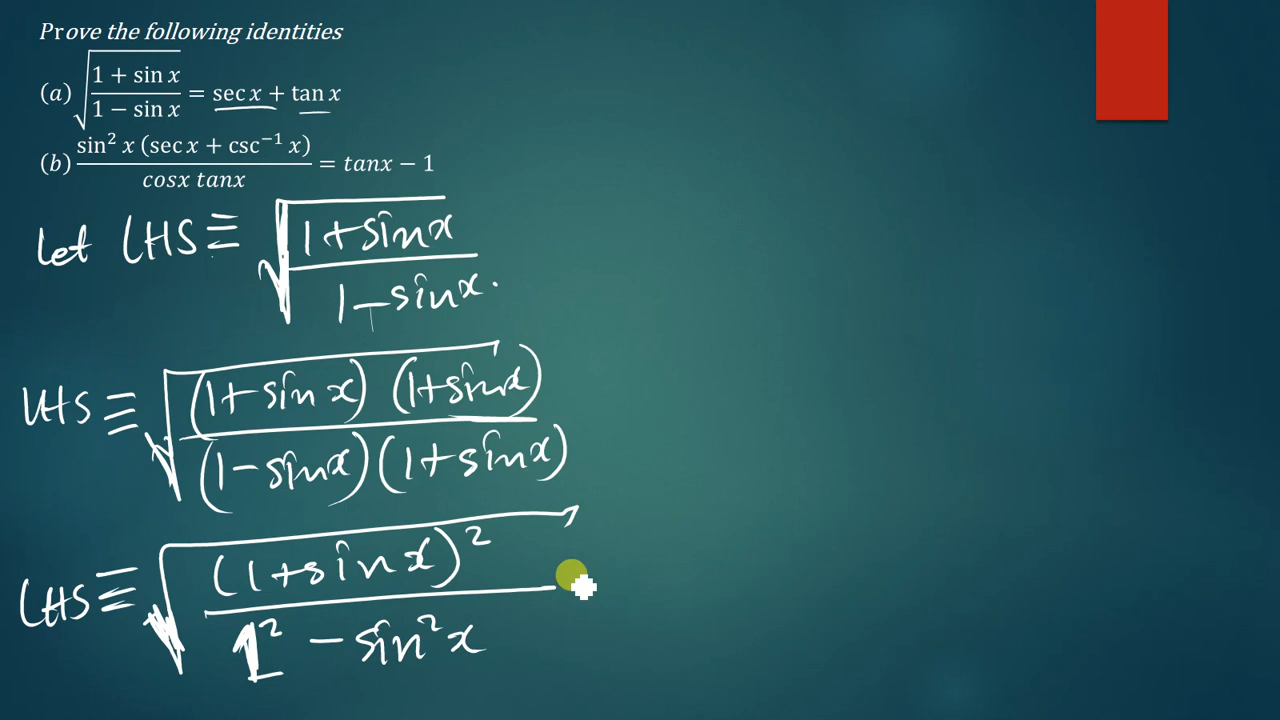 Prove the following identities
(a) √((1 + sin x)/(1 − sin x)) = sec x + tan x
(b) (sin² x (sec x + csc⁻¹ x))/(cosx tanx) = tanx − 1
Let LHS ≡ √((1+sinx)/(1−sinx)).
LHS ≡ √(((1+sin x)(1+sinx))/((1−sinx)(1+sinx)))
LHS ≡ √((1+sin x)²/(1² − sin²x))